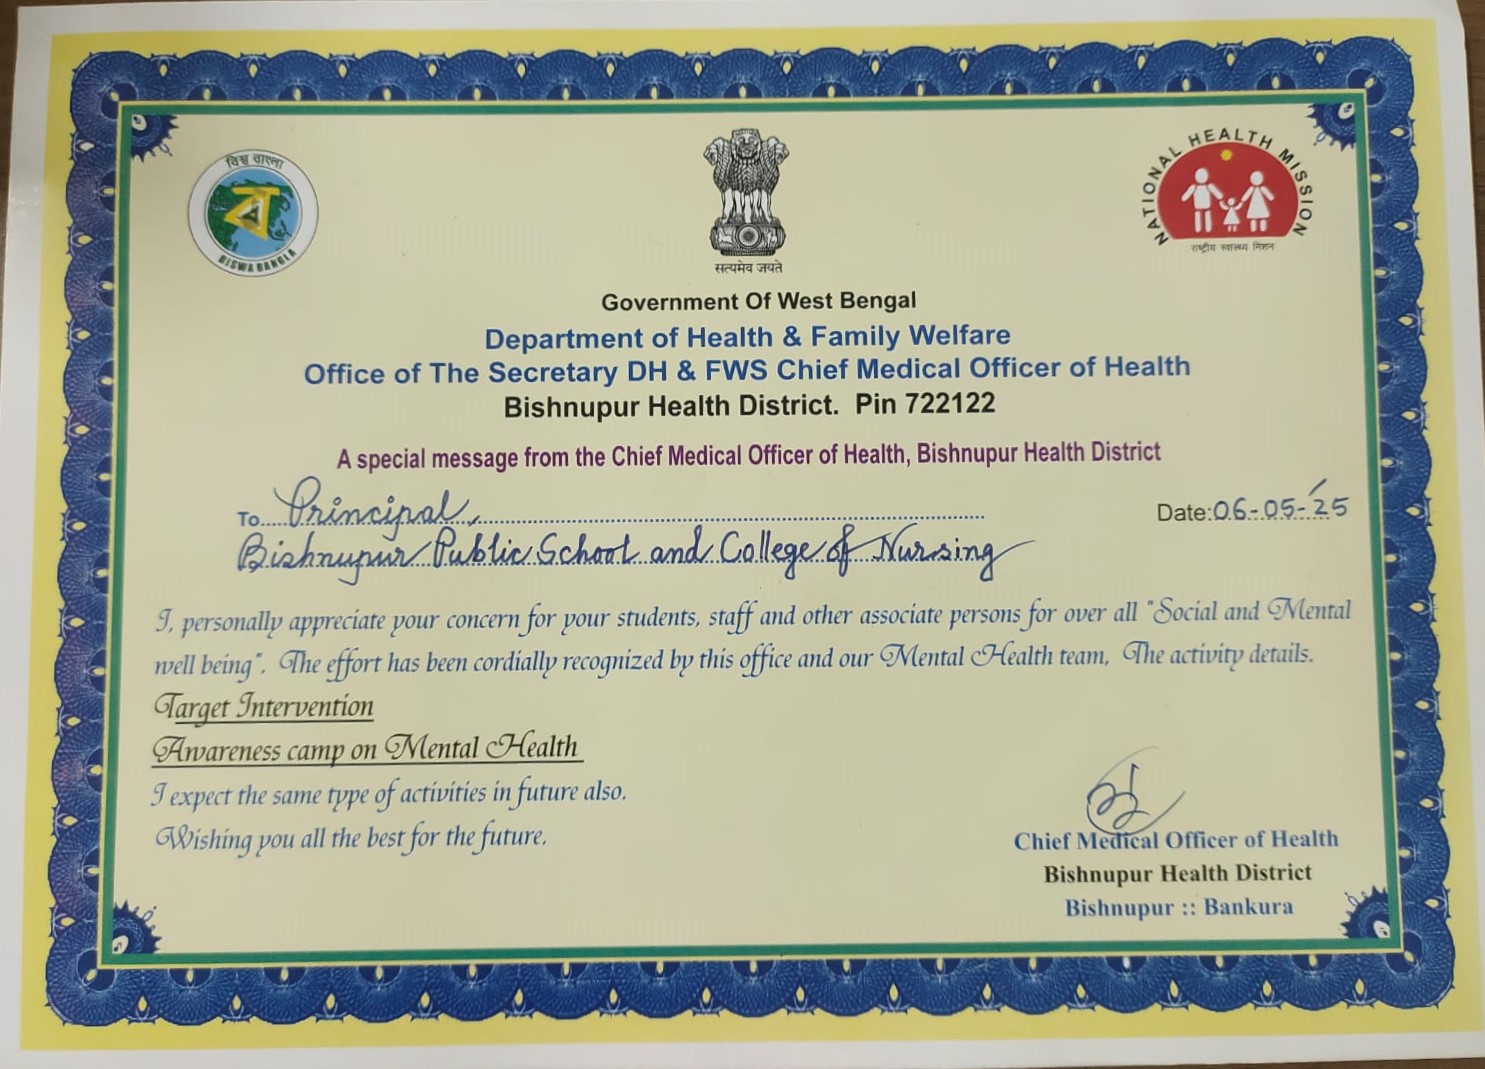 বিশ্ব বাংলা
BISWA BANGLA
सत्यमेव जयते
NATIONAL HEALTH MISSION
राष्ट्रीय स्वास्थ्य मिशन
Government Of West Bengal
Department of Health & Family Welfare
Office of The Secretary DH & FWS Chief Medical Officer of Health
Bishnupur Health District. Pin 722122
A special message from the Chief Medical Officer of Health, Bishnupur Health District
To....Principal, Date:06-05-25
Bishnupur Public School and College of Nursing
I, personally appreciate your concern for your students, staff and other associate persons for over all "Social and Mental
well being". The effort has been cordially recognized by this office and our Mental Health team, The activity details.
Target Intervention
Awareness camp on Mental Health
I expect the same type of activities in future also.
Wishing you all the best for the future.
Chief Medical Officer of Health
Bishnupur Health District
Bishnupur :: Bankura